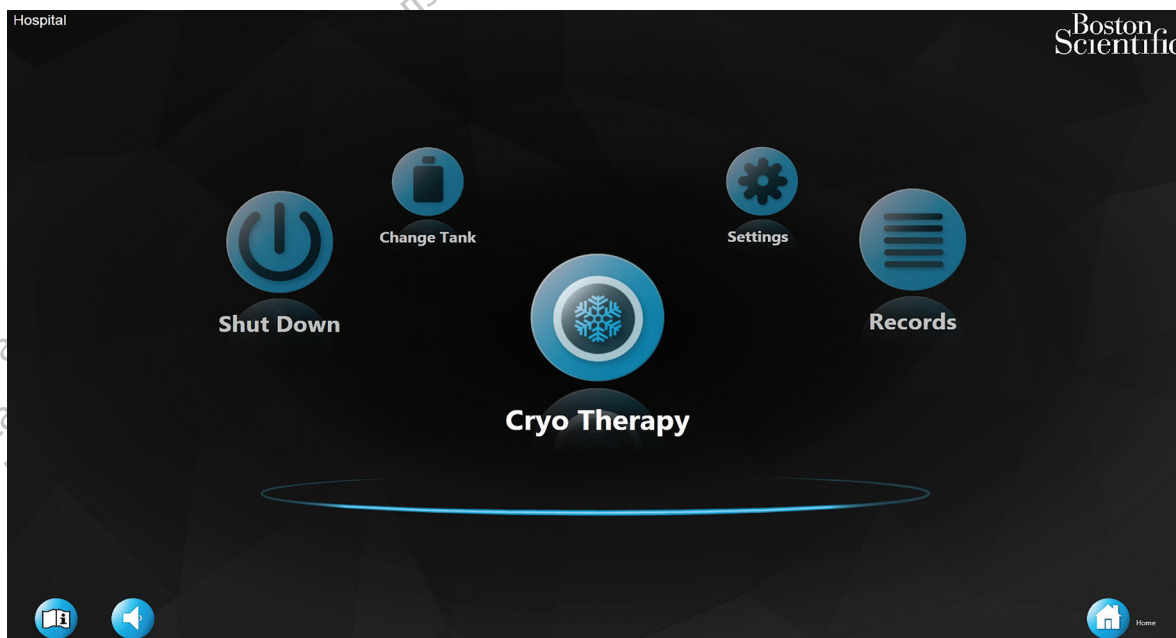 Hospital
Boston
Scientific
Change Tank
Settings
Shut Down
Records
Cryo Therapy
Home